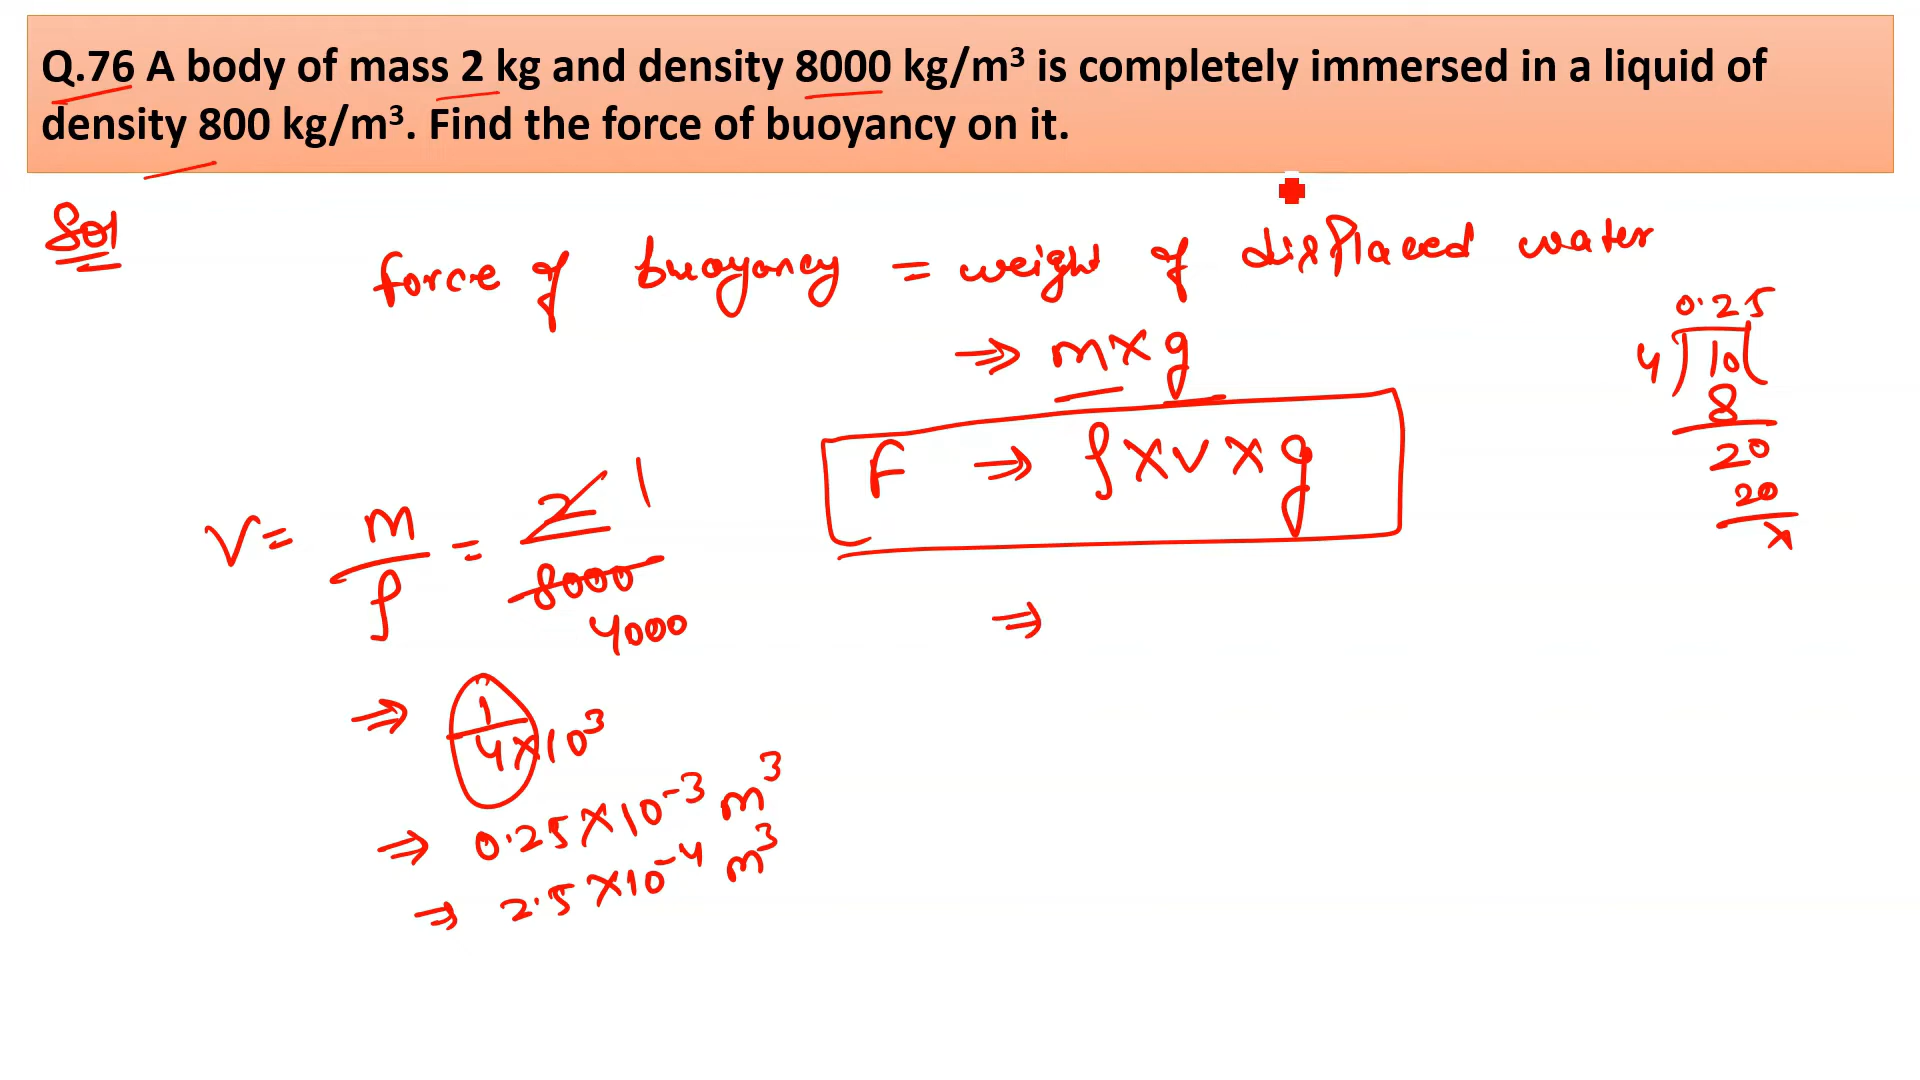 Q.76 A body of mass 2 kg and density 8000 kg/m³ is completely immersed in a liquid of
density 800 kg/m³. Find the force of buoyancy on it.
Sol
force of buoyancy = weight of displaced water
⇒ m×g
F ⇒ ρ×v×g
V = m/ρ = 2/8000 1
4000
⇒
⇒ 1/4×10³
⇒ 0.25×10⁻³ m³
⇒ 2.5×10⁻⁴ m³
0.25
4)10(
8
20
20
×